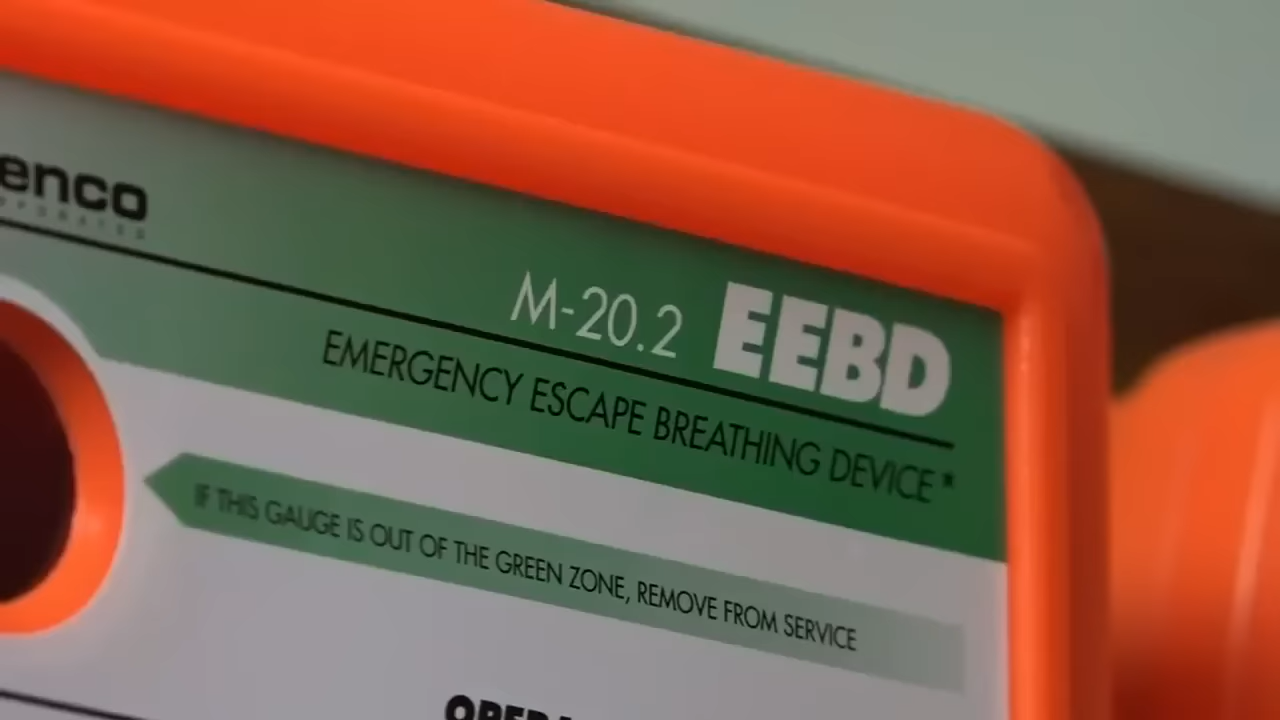 enco
M-20.2 EEBD
EMERGENCY ESCAPE BREATHING DEVICE*
IF THIS GAUGE IS OUT OF THE GREEN ZONE, REMOVE FROM SERVICE